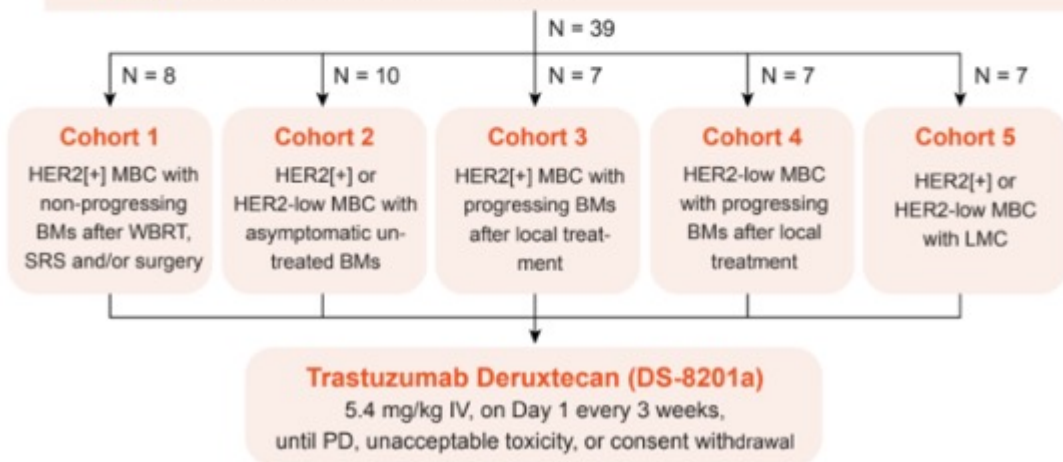 N = 39
N = 8
N = 10
N = 7
N = 7
N = 7
Cohort 1
HER2[+] MBC with
non-progressing
BMs after WBRT,
SRS and/or surgery
Cohort 2
HER2[+] or
HER2-low MBC with
asymptomatic un-
treated BMs
Cohort 3
HER2[+] MBC with
progressing BMs
after local treat-
ment
Cohort 4
HER2-low MBC
with progressing
BMs after local
treatment
Cohort 5
HER2[+] or
HER2-low MBC
with LMC
Trastuzumab Deruxtecan (DS-8201a)
5.4 mg/kg IV, on Day 1 every 3 weeks,
until PD, unacceptable toxicity, or consent withdrawal